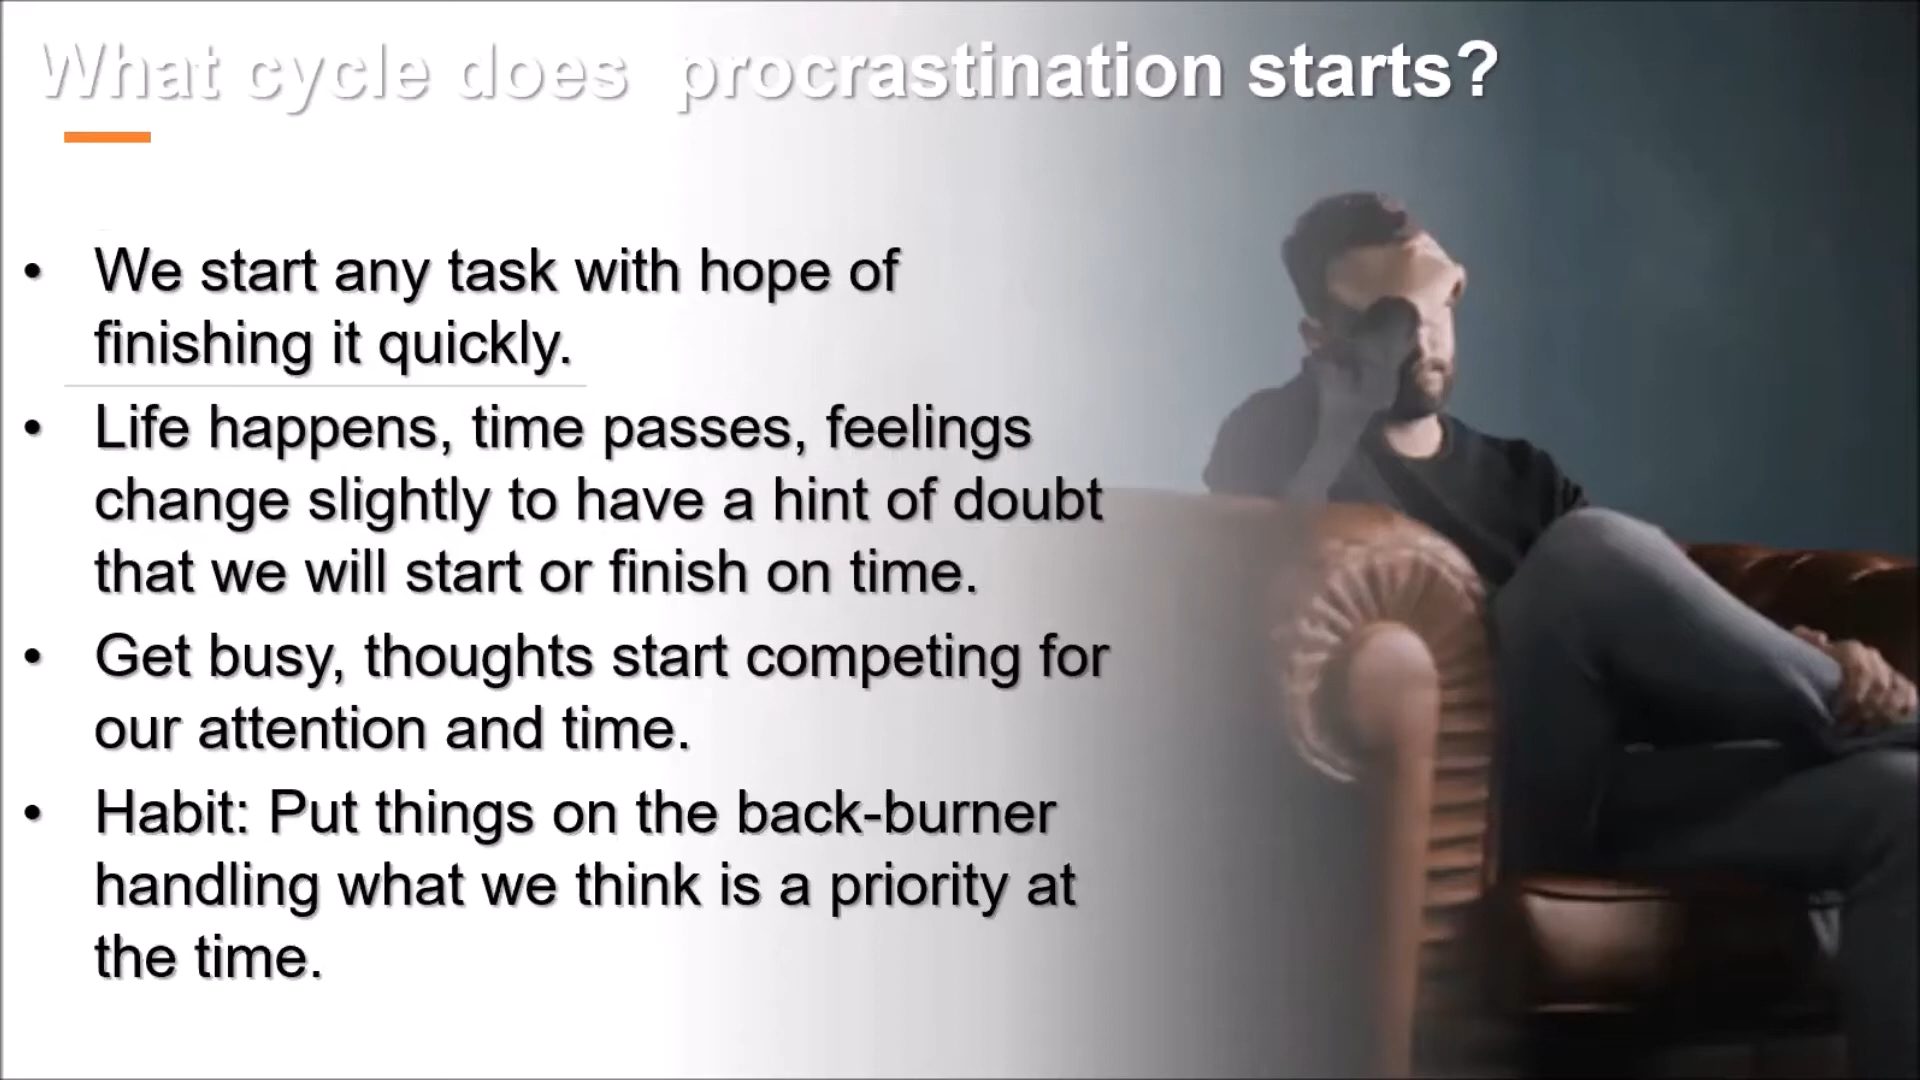 What cycle does  procrastination starts?
• We start any task with hope of
finishing it quickly.
• Life happens, time passes, feelings
change slightly to have a hint of doubt
that we will start or finish on time.
• Get busy, thoughts start competing for
our attention and time.
• Habit: Put things on the back-burner
handling what we think is a priority at
the time.